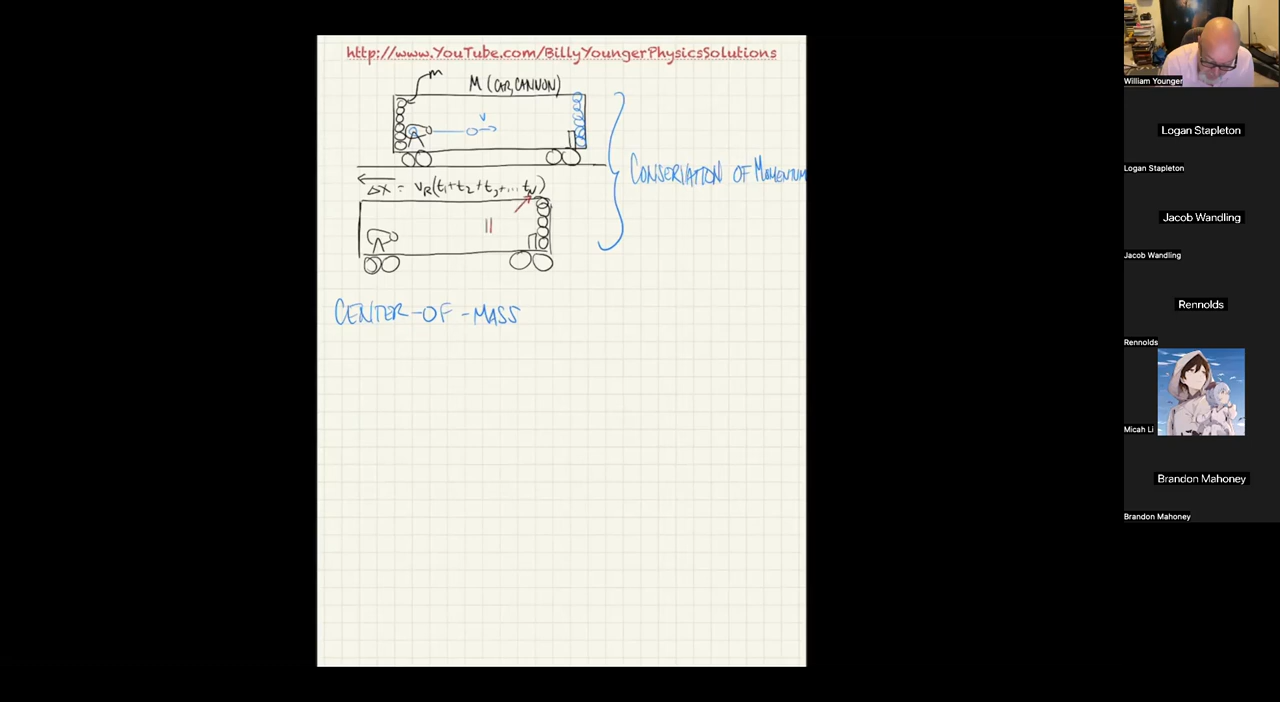 http://www.YouTube.com/BillyYoungerPhysicsSolutions
m
M (CAR, CANNON)
v
CONSERVATION OF MOMENTUM
Δx = vR(t1+t2+t3+...tN)
CENTER-OF-MASS
William Younger
Logan Stapleton
Logan Stapleton
Jacob Wandling
Jacob Wandling
Rennolds
Rennolds
Micah Li
Brandon Mahoney
Brandon Mahoney